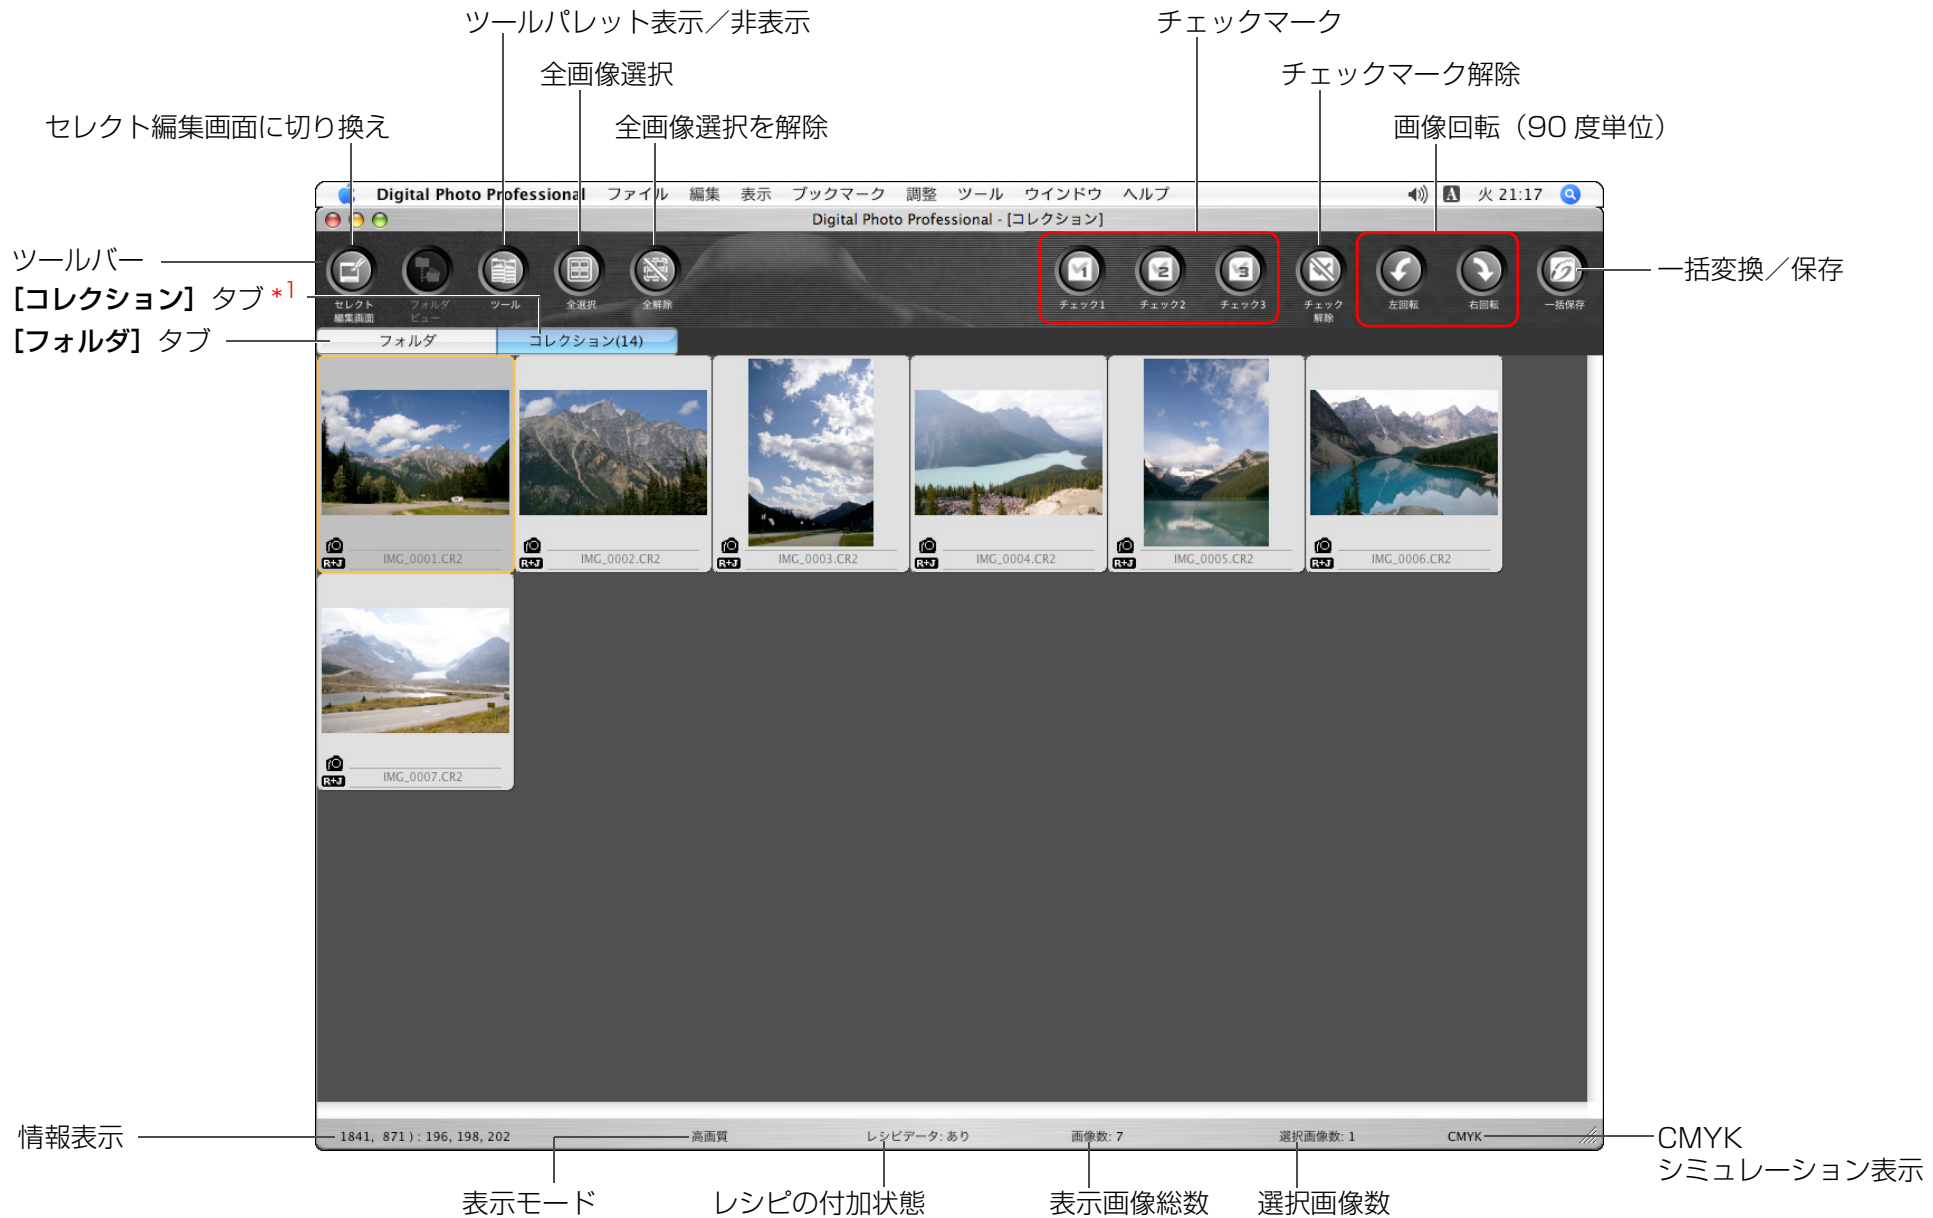 ツールパレット表示／非表示
チェックマーク
全画像選択
チェックマーク解除
セレクト編集画面に切り換え
全画像選択を解除
画像回転（90 度単位）
Digital Photo Professional ファイル 編集 表示 ブックマーク 調整 ツール ウインドウ ヘルプ A 火 21:17
Digital Photo Professional - [コレクション]
ツールバー
一括変換／保存
[コレクション] タブ *1
[フォルダ] タブ
セレクト
編集画面
フォルダ
ビュー
ツール
全選択
全解除
1
チェック1
2
チェック2
3
チェック3
チェック
解除
左回転
右回転
一括保存
フォルダ コレクション(14)
R+J IMG_0001.CR2
R+J IMG_0002.CR2
R+J IMG_0003.CR2
R+J IMG_0004.CR2
R+J IMG_0005.CR2
R+J IMG_0006.CR2
R+J IMG_0007.CR2
情報表示
1841, 871 ) : 196, 198, 202 高画質 レシピデータ: あり 画像数: 7 選択画像数: 1 CMYK
CMYK
シミュレーション表示
表示モード
レシピの付加状態
表示画像総数
選択画像数